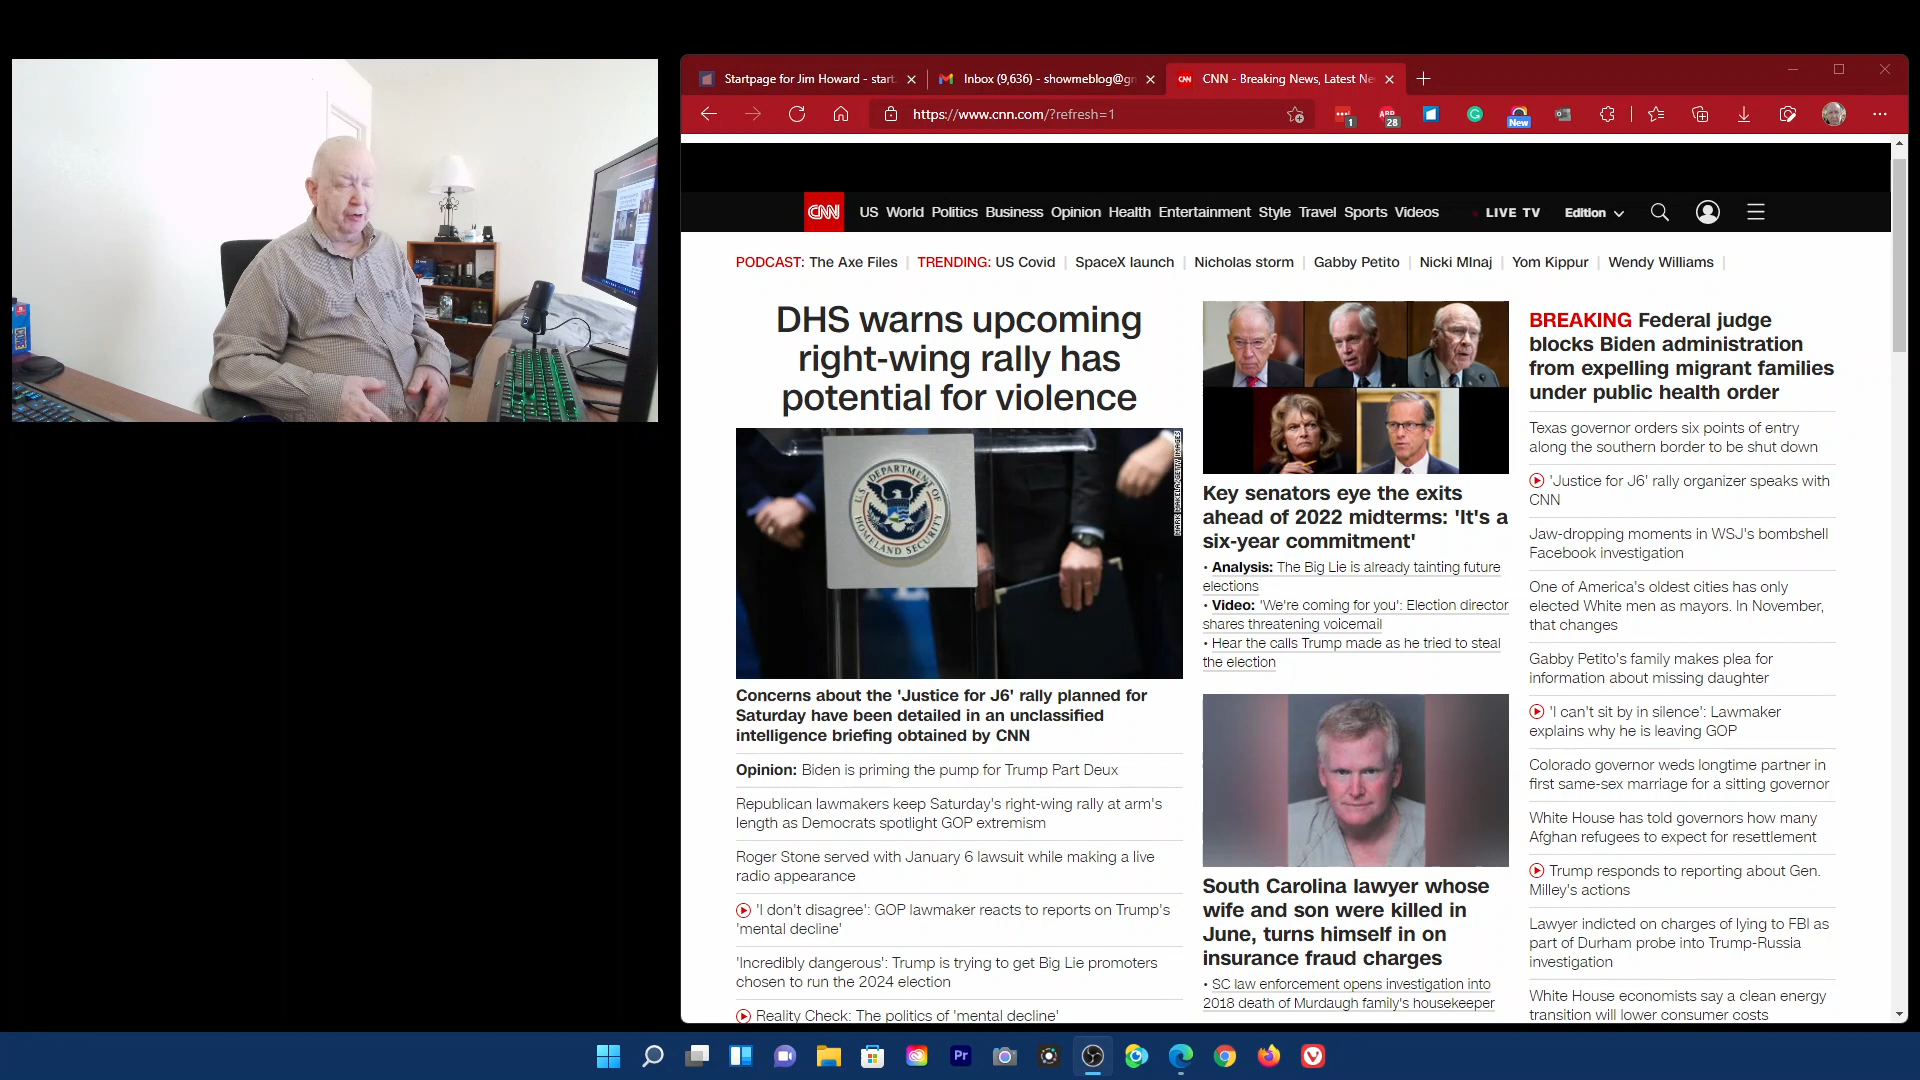 Startpage for Jim Howard - start
Inbox (9,636) - showmeblog@gn
CNN - Breaking News, Latest Ne
https://www.cnn.com/?refresh=1
1
ABP
28
New
CNN
US World Politics Business Opinion Health Entertainment Style Travel Sports Videos
LIVE TV
Edition
PODCAST: The Axe Files
TRENDING: US Covid
SpaceX launch
Nicholas storm
Gabby Petito
Nicki MInaj
Yom Kippur
Wendy Williams
DHS warns upcoming
right-wing rally has
potential for violence
U.S. DEPARTMENT OF
HOMELAND SECURITY
MARK MAKELA/GETTY IMAGES
Concerns about the 'Justice for J6' rally planned for
Saturday have been detailed in an unclassified
intelligence briefing obtained by CNN
Opinion: Biden is priming the pump for Trump Part Deux
Republican lawmakers keep Saturday's right-wing rally at arm's
length as Democrats spotlight GOP extremism
Roger Stone served with January 6 lawsuit while making a live
radio appearance
'I don't disagree': GOP lawmaker reacts to reports on Trump's
'mental decline'
'Incredibly dangerous': Trump is trying to get Big Lie promoters
chosen to run the 2024 election
Reality Check: The politics of 'mental decline'
Key senators eye the exits
ahead of 2022 midterms: 'It's a
six-year commitment'
• Analysis: The Big Lie is already tainting future
elections
• Video: 'We're coming for you': Election director
shares threatening voicemail
• Hear the calls Trump made as he tried to steal
the election
South Carolina lawyer whose
wife and son were killed in
June, turns himself in on
insurance fraud charges
• SC law enforcement opens investigation into
2018 death of Murdaugh family's housekeeper
BREAKING Federal judge
blocks Biden administration
from expelling migrant families
under public health order
Texas governor orders six points of entry
along the southern border to be shut down
'Justice for J6' rally organizer speaks with
CNN
Jaw-dropping moments in WSJ's bombshell
Facebook investigation
One of America's oldest cities has only
elected White men as mayors. In November,
that changes
Gabby Petito's family makes plea for
information about missing daughter
'I can't sit by in silence': Lawmaker
explains why he is leaving GOP
Colorado governor weds longtime partner in
first same-sex marriage for a sitting governor
White House has told governors how many
Afghan refugees to expect for resettlement
Trump responds to reporting about Gen.
Milley's actions
Lawyer indicted on charges of lying to FBI as
part of Durham probe into Trump-Russia
investigation
White House economists say a clean energy
transition will lower consumer costs
Pr